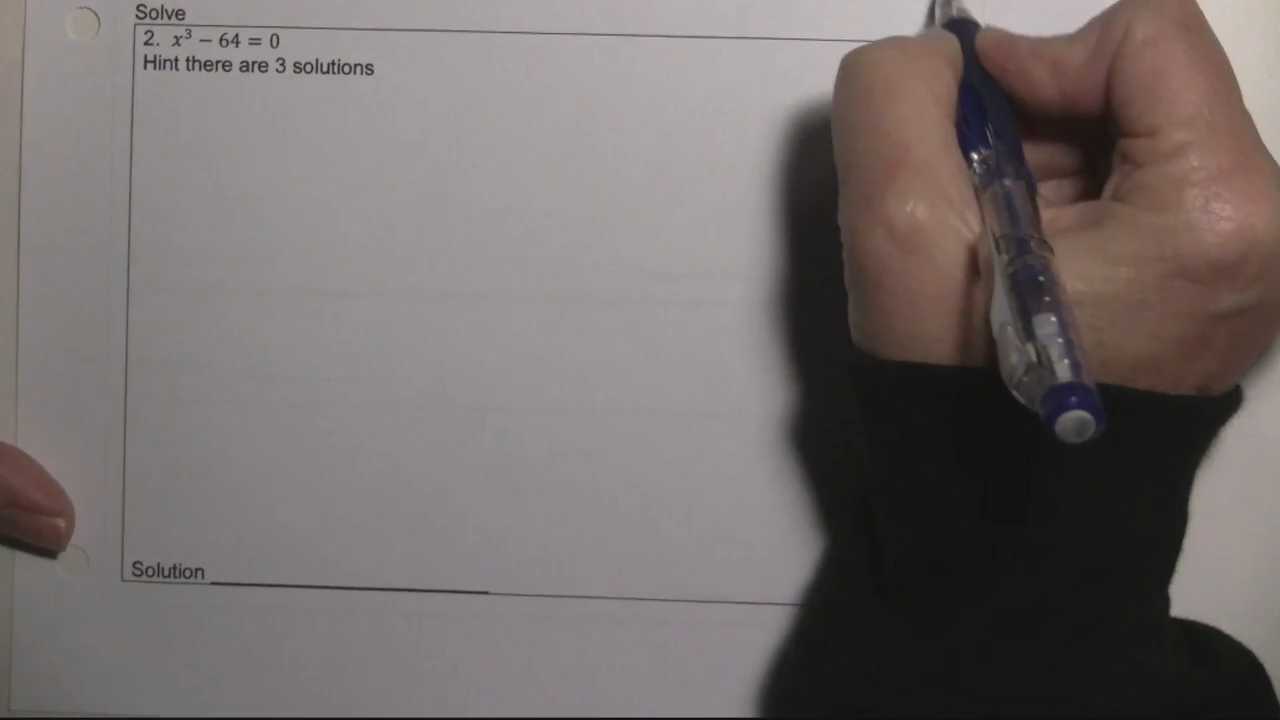 Solve
2. x³ – 64 = 0
Hint there are 3 solutions
Solution